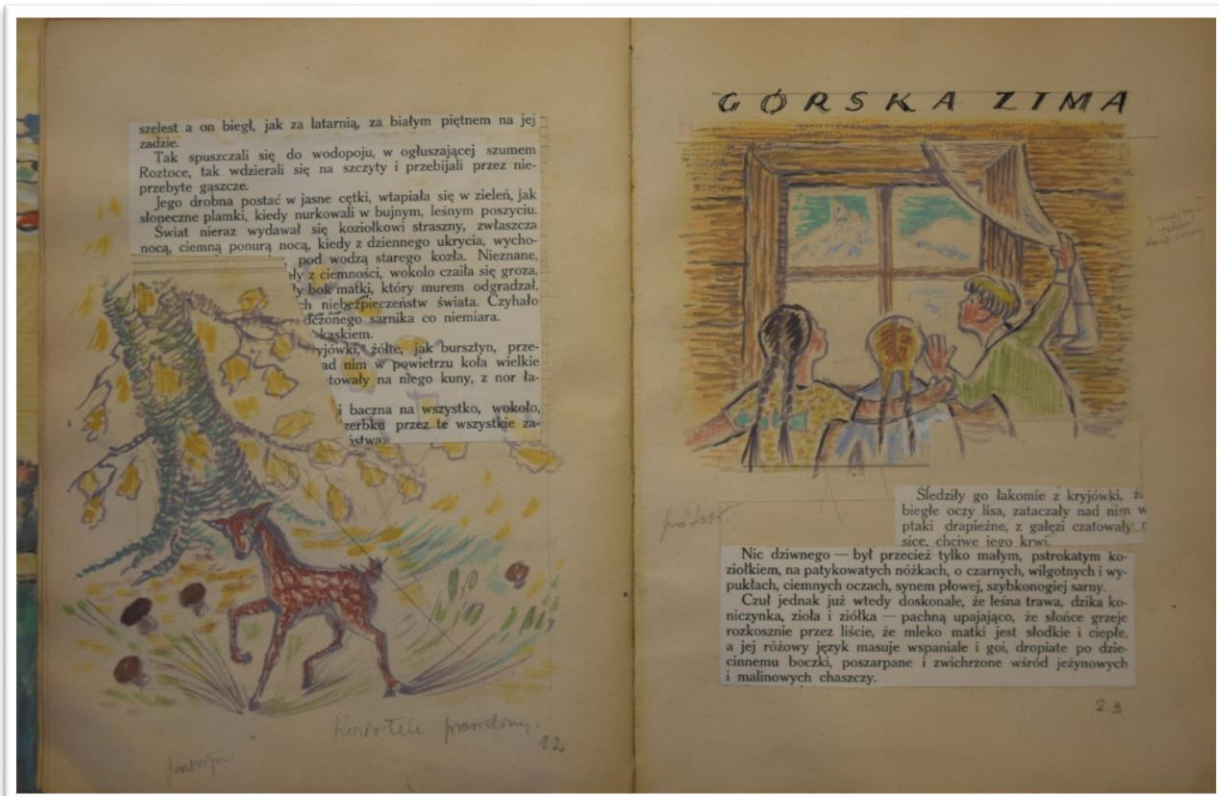 szelest a on biegł, jak za latarnią, za białym piętnem na jej
zadzie.
Tak spuszczali się do wodopoju, w ogłuszającej szumem
Roztoce, tak wdzierali się na szczyty i przebijali przez nie-
przebyte gąszcze.
Jego drobna postać w jasne cętki, wtapiała się w zieleń, jak
słoneczne plamki, kiedy nurkowali w bujnym, leśnym poszyciu.
Świat nieraz wydawał się koziołkowi straszny, zwłaszcza
nocą, ciemną ponurą nocą, kiedy z dziennego ukrycia, wycho-
pod wodzą starego kozła. Nieznane,
ły z ciemności, wokoło czaiła się groza,
y bok matki, który murem odgradzał,
ch niebezpieczeństw świata. Czyhało
dczonego sarnika co niemiara.
kąskiem.
yjówki, żółte, jak bursztyn, prze-
ad nim w powietrzu koła wielkie
towały na niego kuny, z nor ła-
i baczna na wszystko, wokoło,
zerbku przez te wszystkie za-
istwa
12
GÓRSKA ZIMA
Śledziły go łakomie z kryjówki, ż
biegłe oczy lisa, zataczały nad nim w
ptaki drapieżne, z gałęzi czatowały
sice, chciwe jego krwi.
Nic dziwnego — był przecież tylko małym, pstrokatym ko-
ziołkiem, na patykowatych nóżkach, o czarnych, wilgotnych i wy-
pukłach, ciemnych oczach, synem płowej, szybkonogiej sarny.
Czuł jednak już wtedy doskonale, że leśna trawa, dzika ko-
niczynka, zioła i ziółka — pachną upajająco, że słońce grzeje
rozkosznie przez liście, że mleko matki jest słodkie i ciepłe.
a jej różowy język masuje wspaniale i goi, dropiate po dzie-
cinnemu boczki, poszarpane i zwichrzone wśród jeżynowych
i malinowych chaszczy.
23